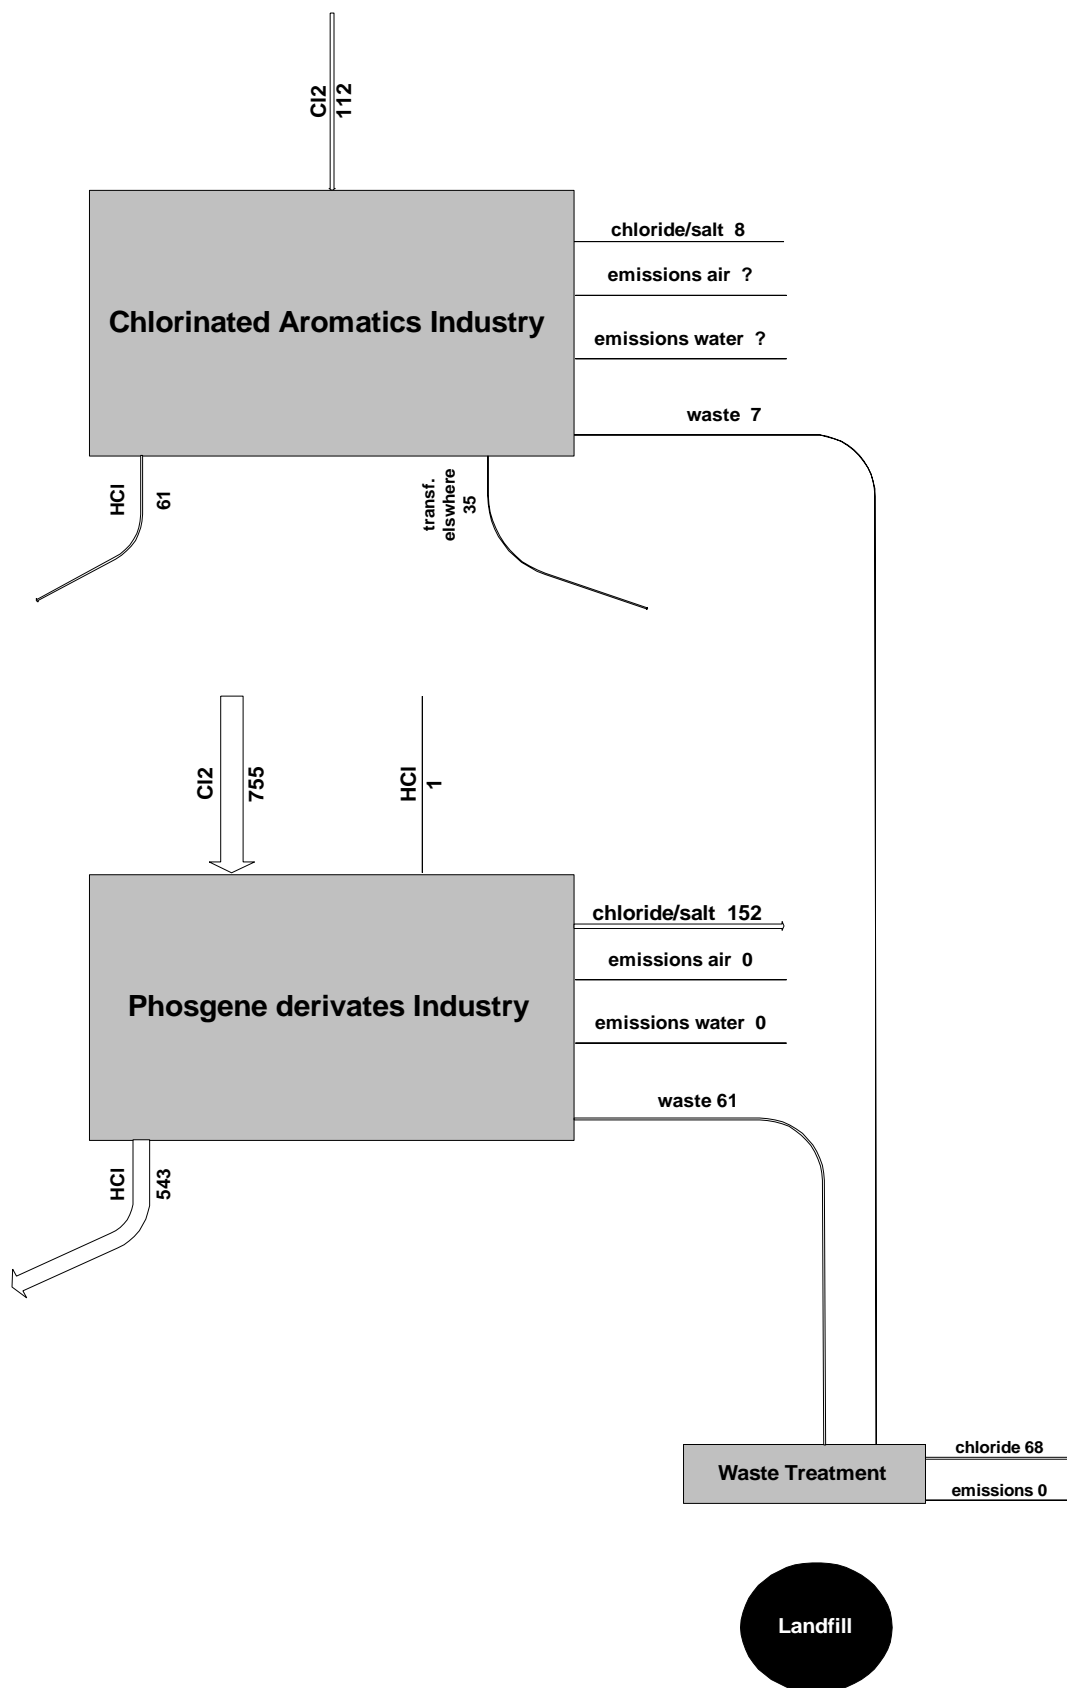 Cl2
112
chloride/salt 8
emissions air ?
Chlorinated Aromatics Industry
emissions water ?
waste 7
HCl
61
transf.
elswhere
35
Cl2
755
HCl
1
chloride/salt 152
emissions air 0
Phosgene derivates Industry
emissions water 0
waste 61
HCl
543
chloride 68
Waste Treatment
emissions 0
Landfill